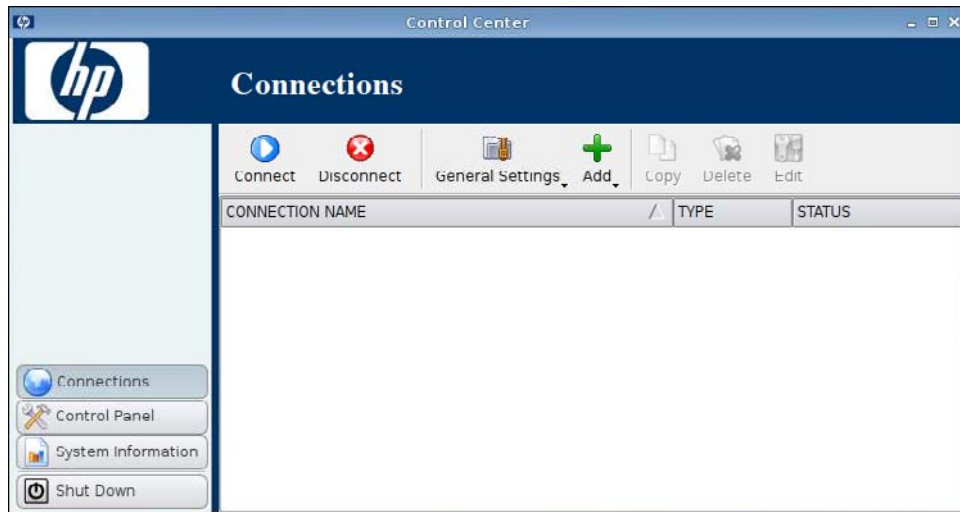 Control Center
hp
Connections
Connect Disconnect General Settings Add Copy Delete Edit
CONNECTION NAME TYPE STATUS
Connections
Control Panel
System Information
Shut Down